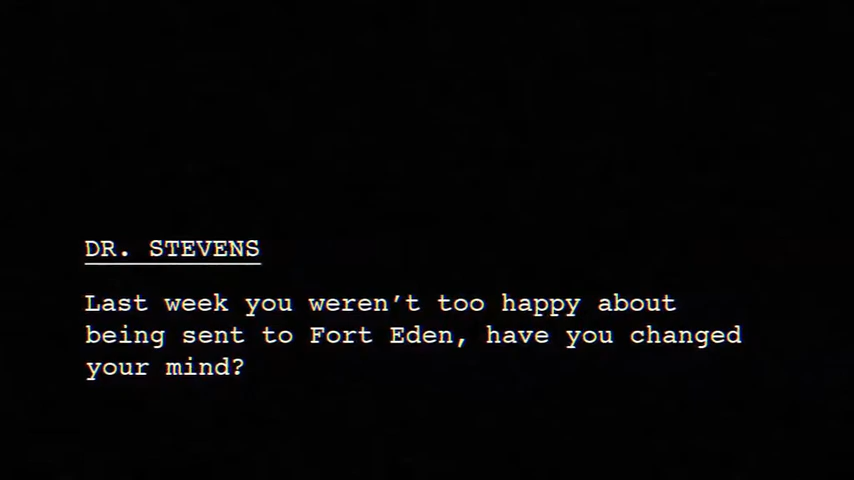 DR. STEVENS
Last week you weren’t too happy about
being sent to Fort Eden, have you changed
your mind?